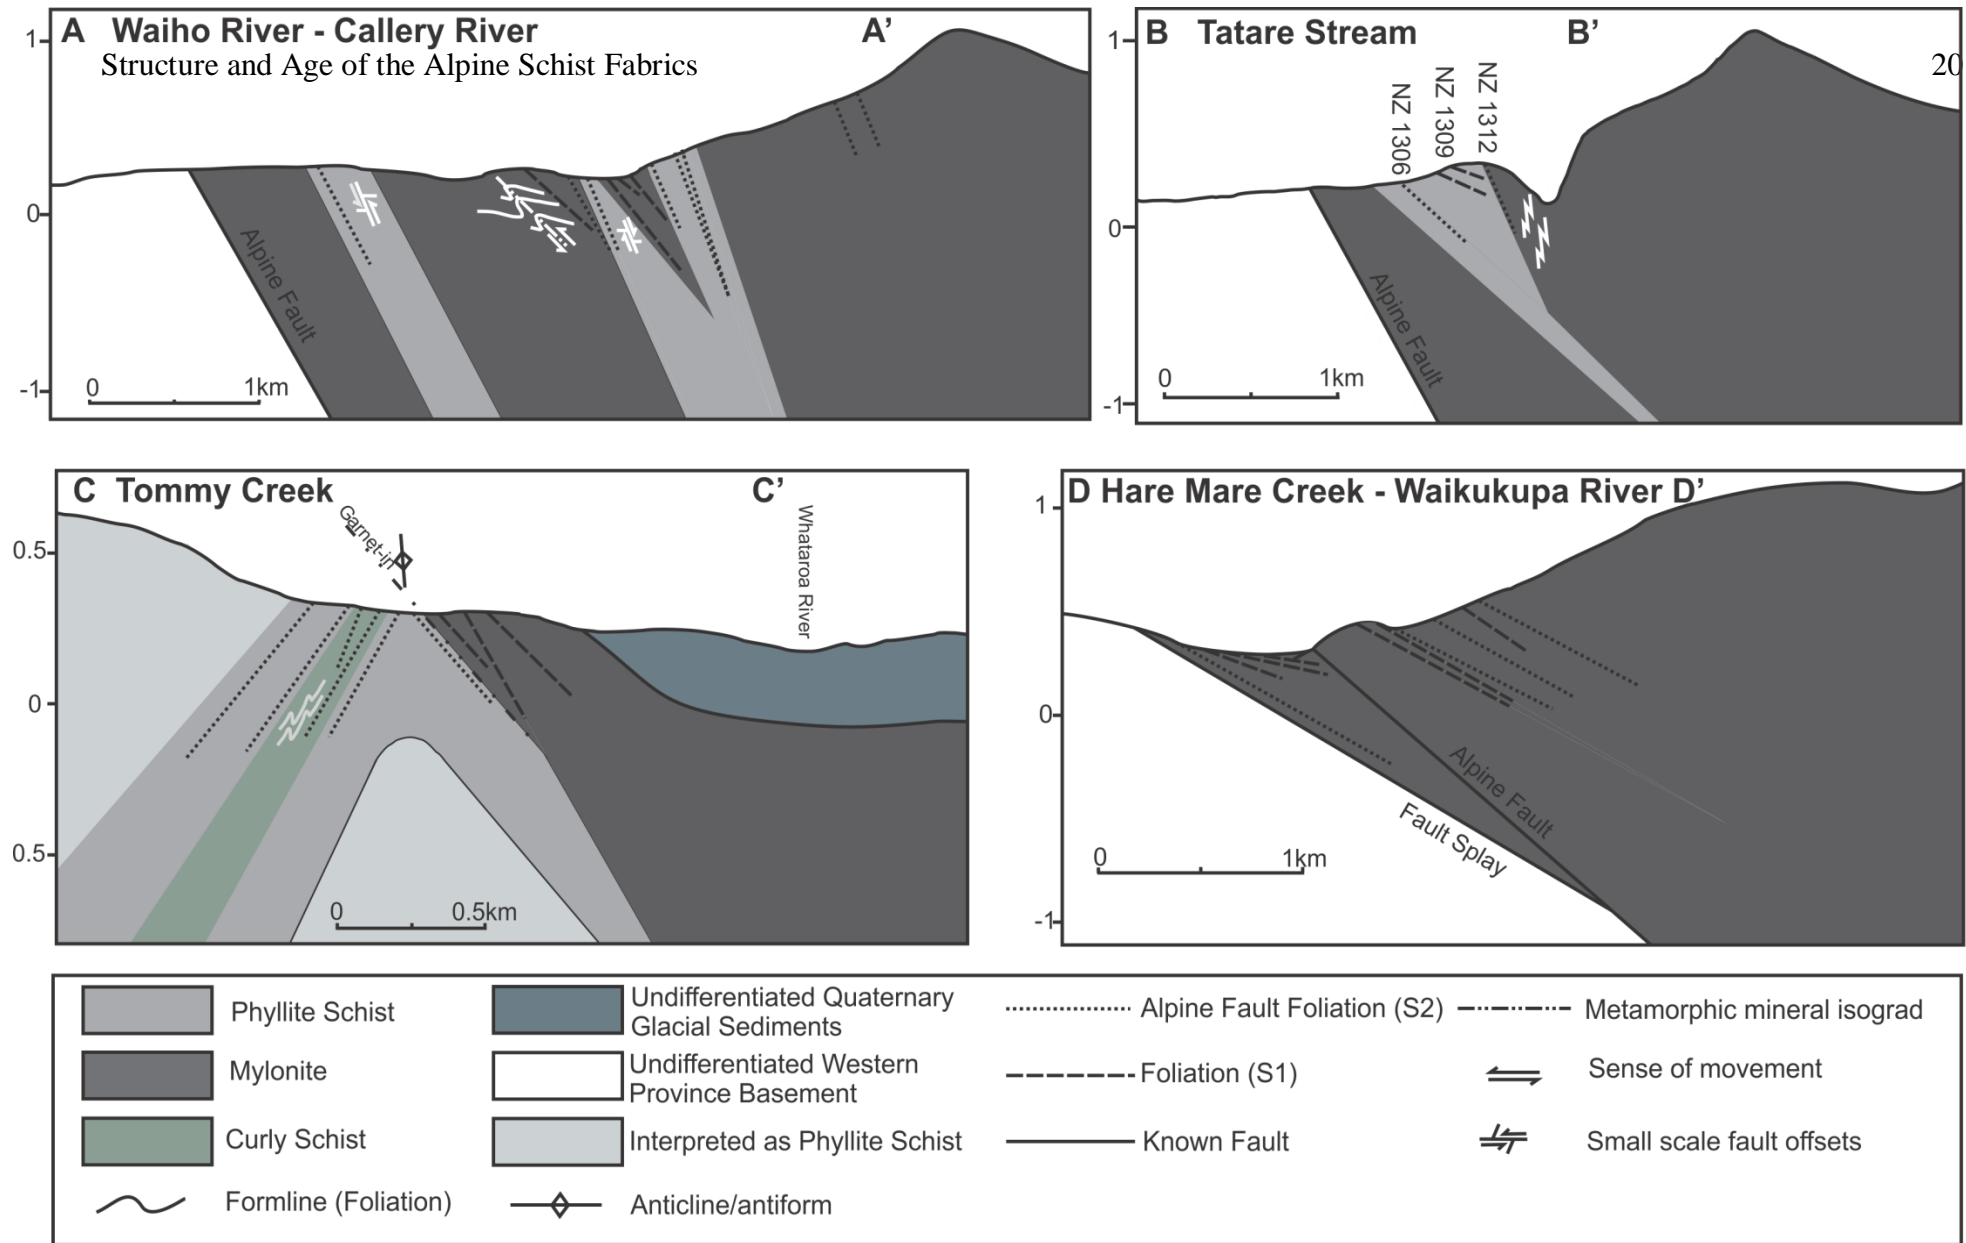 A Waiho River - Callery River A'
Structure and Age of the Alpine Schist Fabrics
20
1
0
-1
Alpine Fault
0 1km
B Tatare Stream B'
1
0
-1
NZ 1306
NZ 1309
NZ 1312
Alpine Fault
0 1km
C Tommy Creek C'
0.5
0
0.5
Garnet-in
Whataroa River
0 0.5km
D Hare Mare Creek - Waikukupa River D'
1
0
-1
Alpine Fault
Fault Splay
0 1km
Phyllite Schist
Mylonite
Curly Schist
Formline (Foliation)
Undifferentiated Quaternary
Glacial Sediments
Undifferentiated Western
Province Basement
Interpreted as Phyllite Schist
Anticline/antiform
Alpine Fault Foliation (S2)
Foliation (S1)
Known Fault
Metamorphic mineral isograd
Sense of movement
Small scale fault offsets